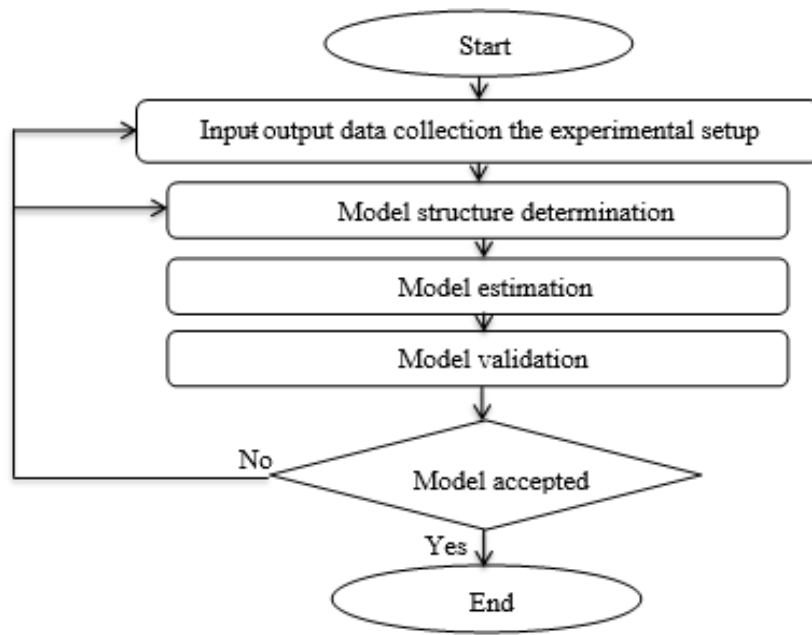 Start
Input output data collection the experimental setup
Model structure determination
Model estimation
Model validation
No
Model accepted
Yes
End